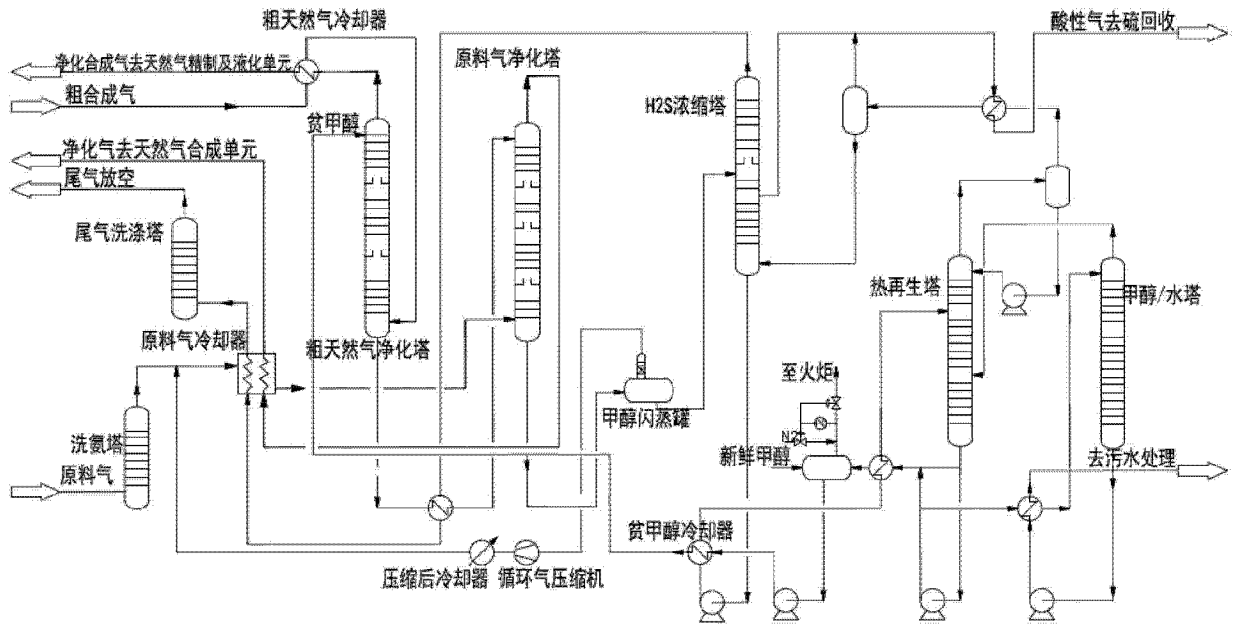 粗天然气冷却器
酸性气去硫回收
净化合成气去天然气精制及液化单元
原料气净化塔
粗合成气
H2S浓缩塔
贫甲醇
净化气去天然气合成单元
尾气放空
尾气洗涤塔
热再生塔
甲醇/水塔
原料气冷却器
粗天然气净化塔
至火炬
甲醇闪蒸罐
洗氨塔
N2
新鲜甲醇
去污水处理
原料气
贫甲醇冷却器
压缩后冷却器
循环气压缩机